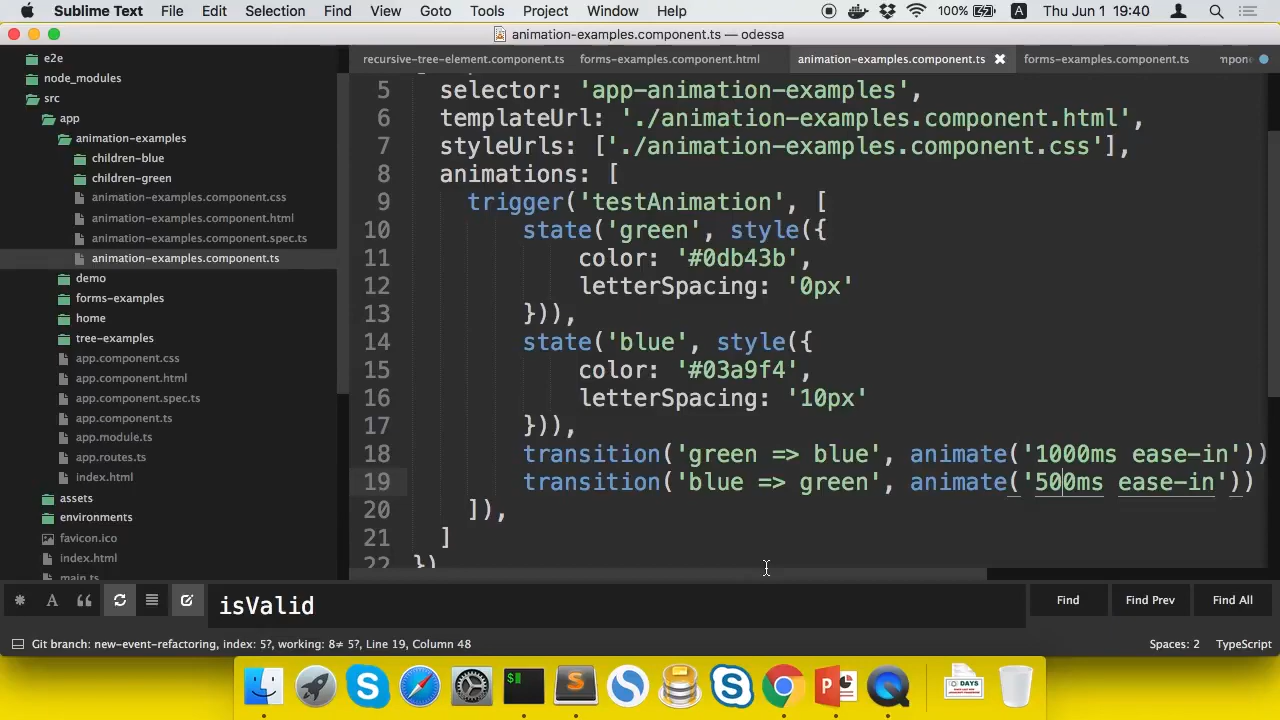 Sublime Text File Edit Selection Find View Goto Tools Project Window Help 100% A Thu Jun 1 19:40
animation-examples.component.ts — odessa
recursive-tree-element.component.ts forms-examples.component.html animation-examples.component.ts forms-examples.component.ts
e2e
node_modules
src
app
animation-examples
children-blue
children-green
animation-examples.component.css
animation-examples.component.html
animation-examples.component.spec.ts
animation-examples.component.ts
demo
forms-examples
home
tree-examples
app.component.css
app.component.html
app.component.spec.ts
app.component.ts
app.module.ts
app.routes.ts
index.html
assets
environments
favicon.ico
index.html
main.ts
5 selector: 'app-animation-examples',
6 templateUrl: './animation-examples.component.html',
7 styleUrls: ['./animation-examples.component.css'],
8 animations: [
9 trigger('testAnimation', [
10 state('green', style({
11 color: '#0db43b',
12 letterSpacing: '0px'
13 })),
14 state('blue', style({
15 color: '#03a9f4',
16 letterSpacing: '10px'
17 })),
18 transition('green => blue', animate('1000ms ease-in'))
19 transition('blue => green', animate('500ms ease-in'))
20 ]),
21 ]
22 })
isValid
Find Find Prev Find All
Git branch: new-event-refactoring, index: 5?, working: 8≠ 5?, Line 19, Column 48 Spaces: 2 TypeScript
DAYS